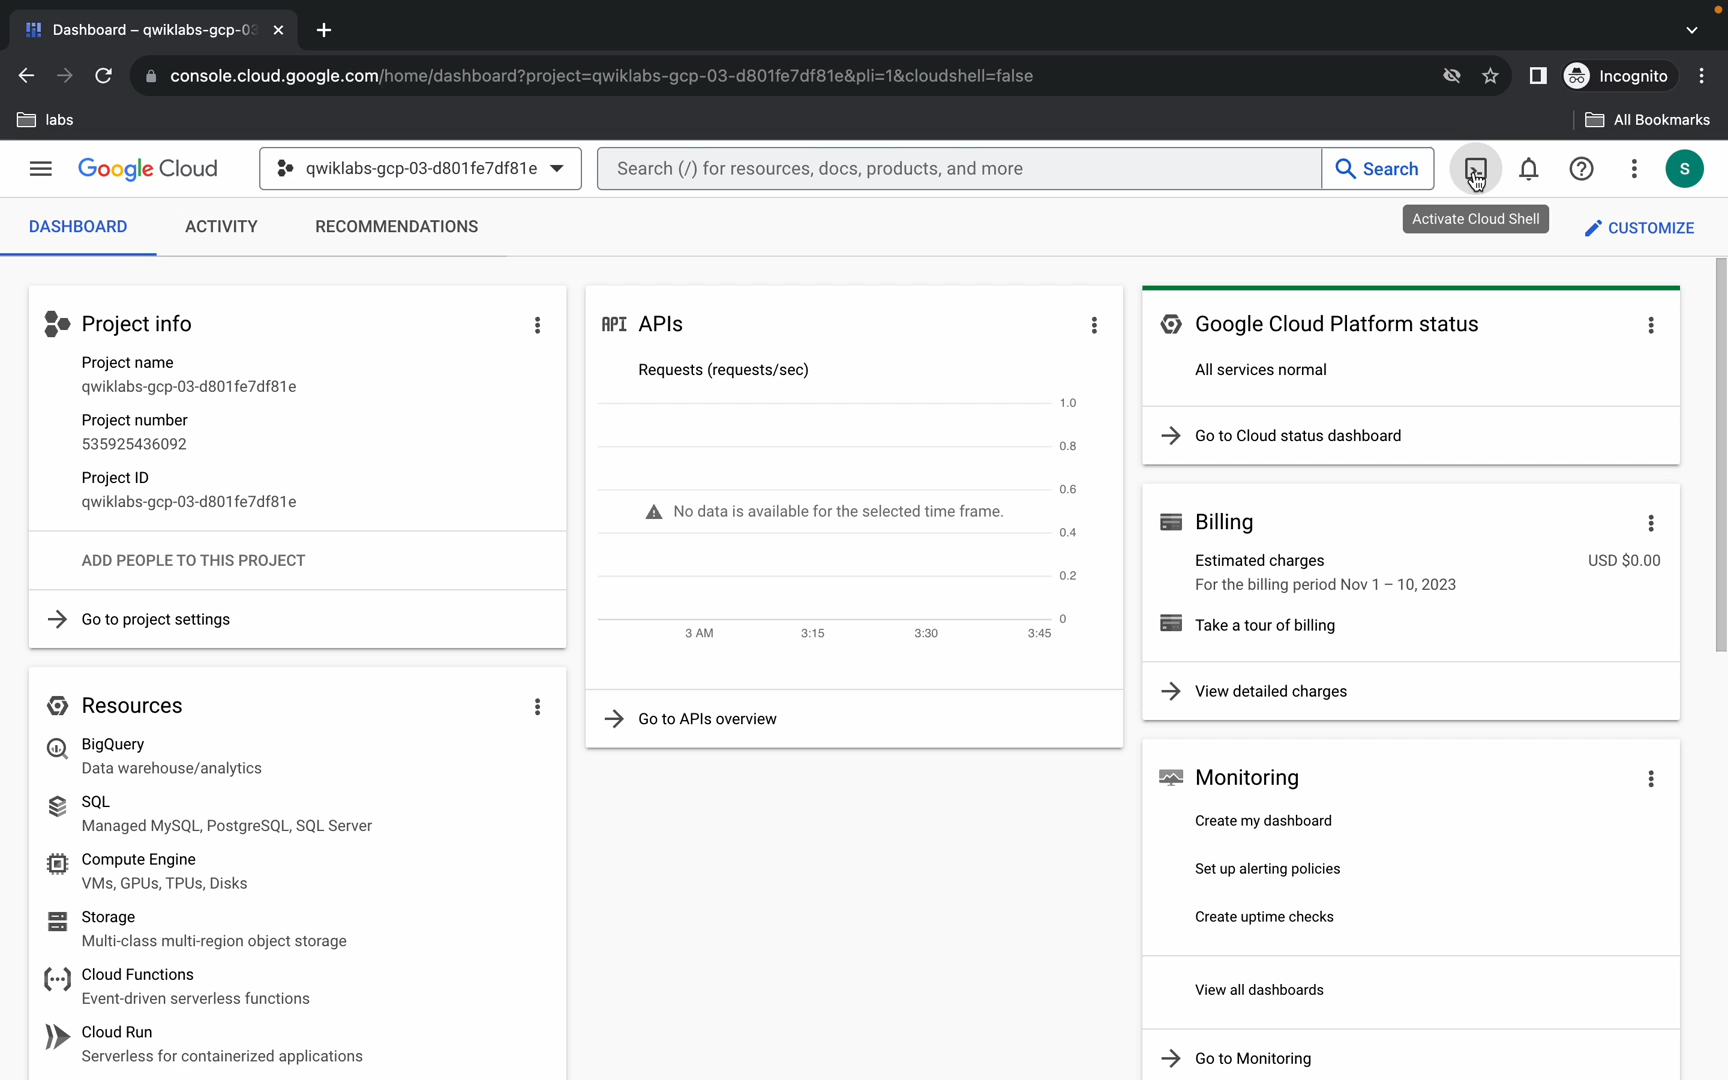 Dashboard – qwiklabs-gcp-03
console.cloud.google.com/home/dashboard?project=qwiklabs-gcp-03-d801fe7df81e&pli=1&cloudshell=false
Incognito
labs
All Bookmarks
Google Cloud
qwiklabs-gcp-03-d801fe7df81e
Search (/) for resources, docs, products, and more
Search
S
DASHBOARD
ACTIVITY
RECOMMENDATIONS
Activate Cloud Shell
CUSTOMIZE
Project info
Project name
qwiklabs-gcp-03-d801fe7df81e
Project number
535925436092
Project ID
qwiklabs-gcp-03-d801fe7df81e
ADD PEOPLE TO THIS PROJECT
Go to project settings
Resources
BigQuery
Data warehouse/analytics
SQL
Managed MySQL, PostgreSQL, SQL Server
Compute Engine
VMs, GPUs, TPUs, Disks
Storage
Multi-class multi-region object storage
Cloud Functions
Event-driven serverless functions
Cloud Run
Serverless for containerized applications
API APIs
Requests (requests/sec)
1.0
0.8
0.6
No data is available for the selected time frame.
0.4
0.2
0
3 AM 3:15 3:30 3:45
Go to APIs overview
Google Cloud Platform status
All services normal
Go to Cloud status dashboard
Billing
Estimated charges USD $0.00
For the billing period Nov 1 – 10, 2023
Take a tour of billing
View detailed charges
Monitoring
Create my dashboard
Set up alerting policies
Create uptime checks
View all dashboards
Go to Monitoring